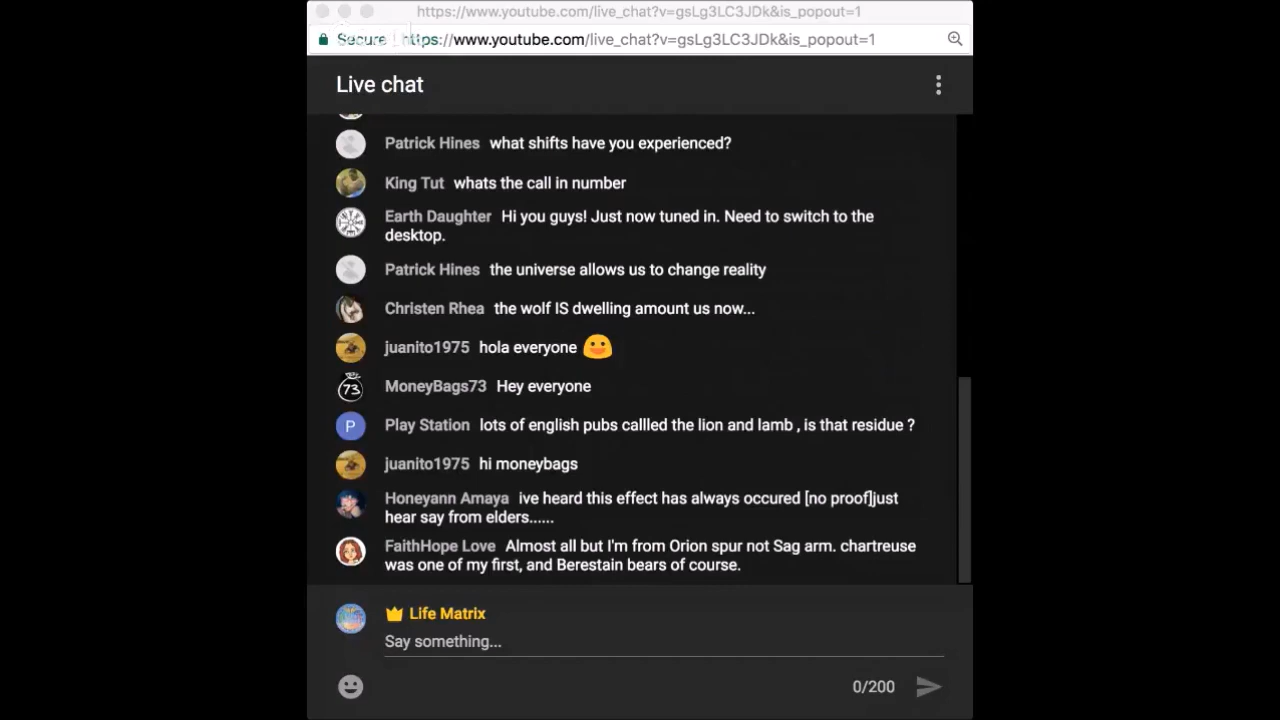 https://www.youtube.com/live_chat?v=gsLg3LC3JDk&is_popout=1
Secure https://www.youtube.com/live_chat?v=gsLg3LC3JDk&is_popout=1
Live chat
Patrick Hines what shifts have you experienced?
King Tut whats the call in number
Earth Daughter Hi you guys! Just now tuned in. Need to switch to the
desktop.
Patrick Hines the universe allows us to change reality
Christen Rhea the wolf IS dwelling amount us now...
juanito1975 hola everyone
MoneyBags73 Hey everyone
73
P
Play Station lots of english pubs callled the lion and lamb , is that residue ?
juanito1975 hi moneybags
Honeyann Amaya ive heard this effect has always occured [no proof]just
hear say from elders......
FaithHope Love Almost all but I'm from Orion spur not Sag arm. chartreuse
was one of my first, and Berestain bears of course.
Life Matrix
Say something...
0/200